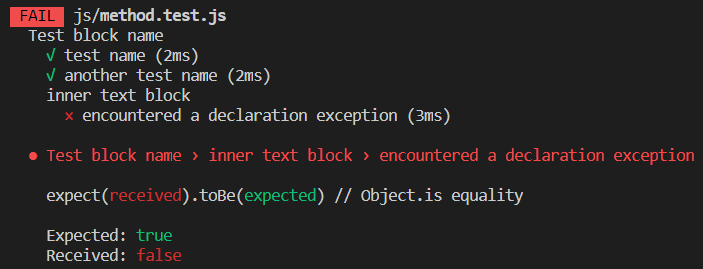 FAIL js/method.test.js
Test block name
√ test name (2ms)
√ another test name (2ms)
inner text block
× encountered a declaration exception (3ms)
● Test block name › inner text block › encountered a declaration exception
expect(received).toBe(expected) // Object.is equality
Expected: true
Received: false